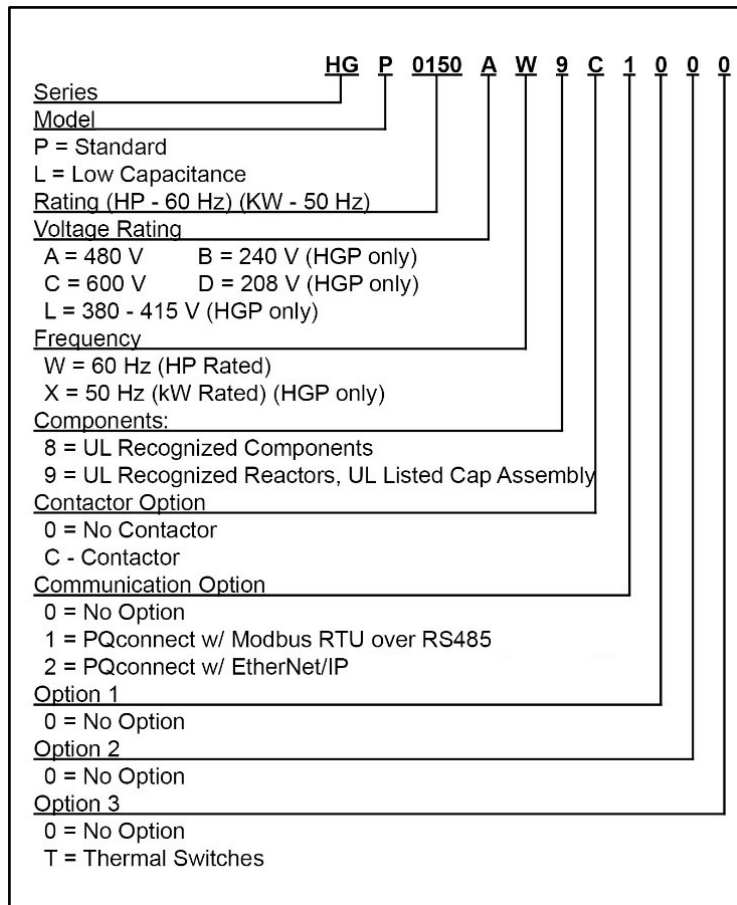 HG P 0150 A W 9 C 1 0 0 0
Series
Model
P = Standard
L = Low Capacitance
Rating (HP - 60 Hz) (KW - 50 Hz)
Voltage Rating
A = 480 V B = 240 V (HGP only)
C = 600 V D = 208 V (HGP only)
L = 380 - 415 V (HGP only)
Frequency
W = 60 Hz (HP Rated)
X = 50 Hz (kW Rated) (HGP only)
Components:
8 = UL Recognized Components
9 = UL Recognized Reactors, UL Listed Cap Assembly
Contactor Option
0 = No Contactor
C - Contactor
Communication Option
0 = No Option
1 = PQconnect w/ Modbus RTU over RS485
2 = PQconnect w/ EtherNet/IP
Option 1
0 = No Option
Option 2
0 = No Option
Option 3
0 = No Option
T = Thermal Switches